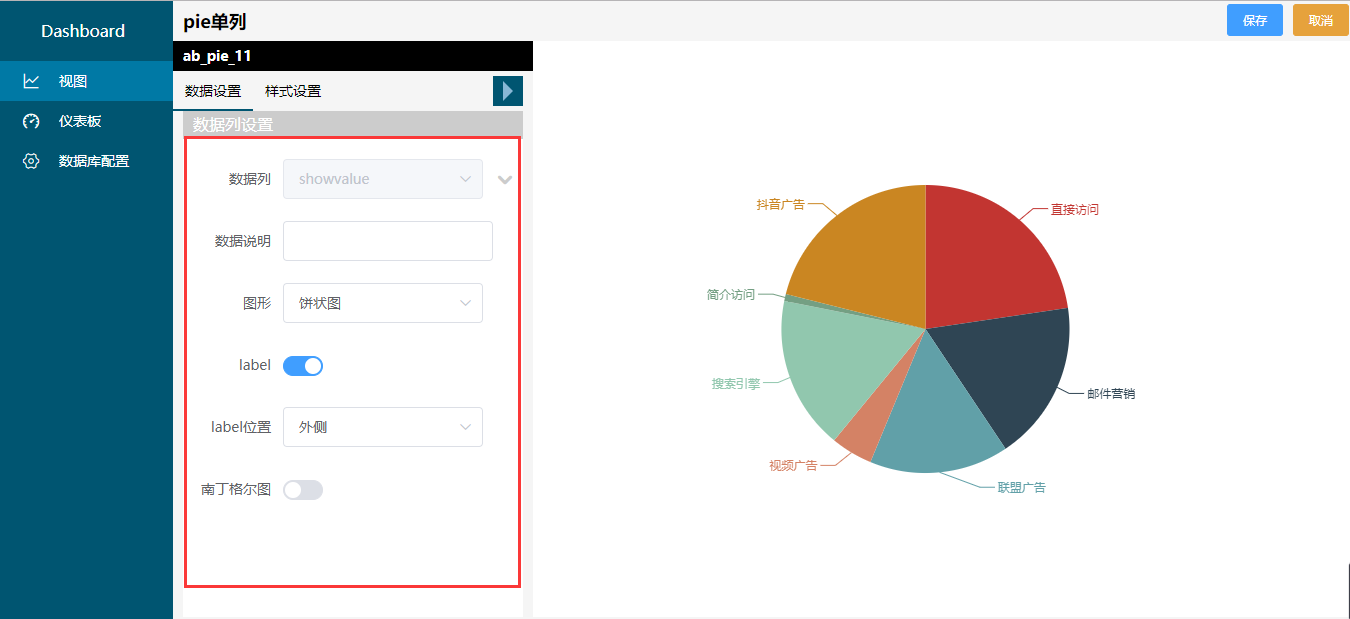 Dashboard
视图
仪表板
数据库配置
pie单列
保存
取消
ab_pie_11
数据设置
样式设置
数据列设置
数据列
showvalue
数据说明
图形
饼状图
label
label位置
外侧
南丁格尔图
抖音广告
直接访问
简介访问
搜索引擎
邮件营销
视频广告
联盟广告